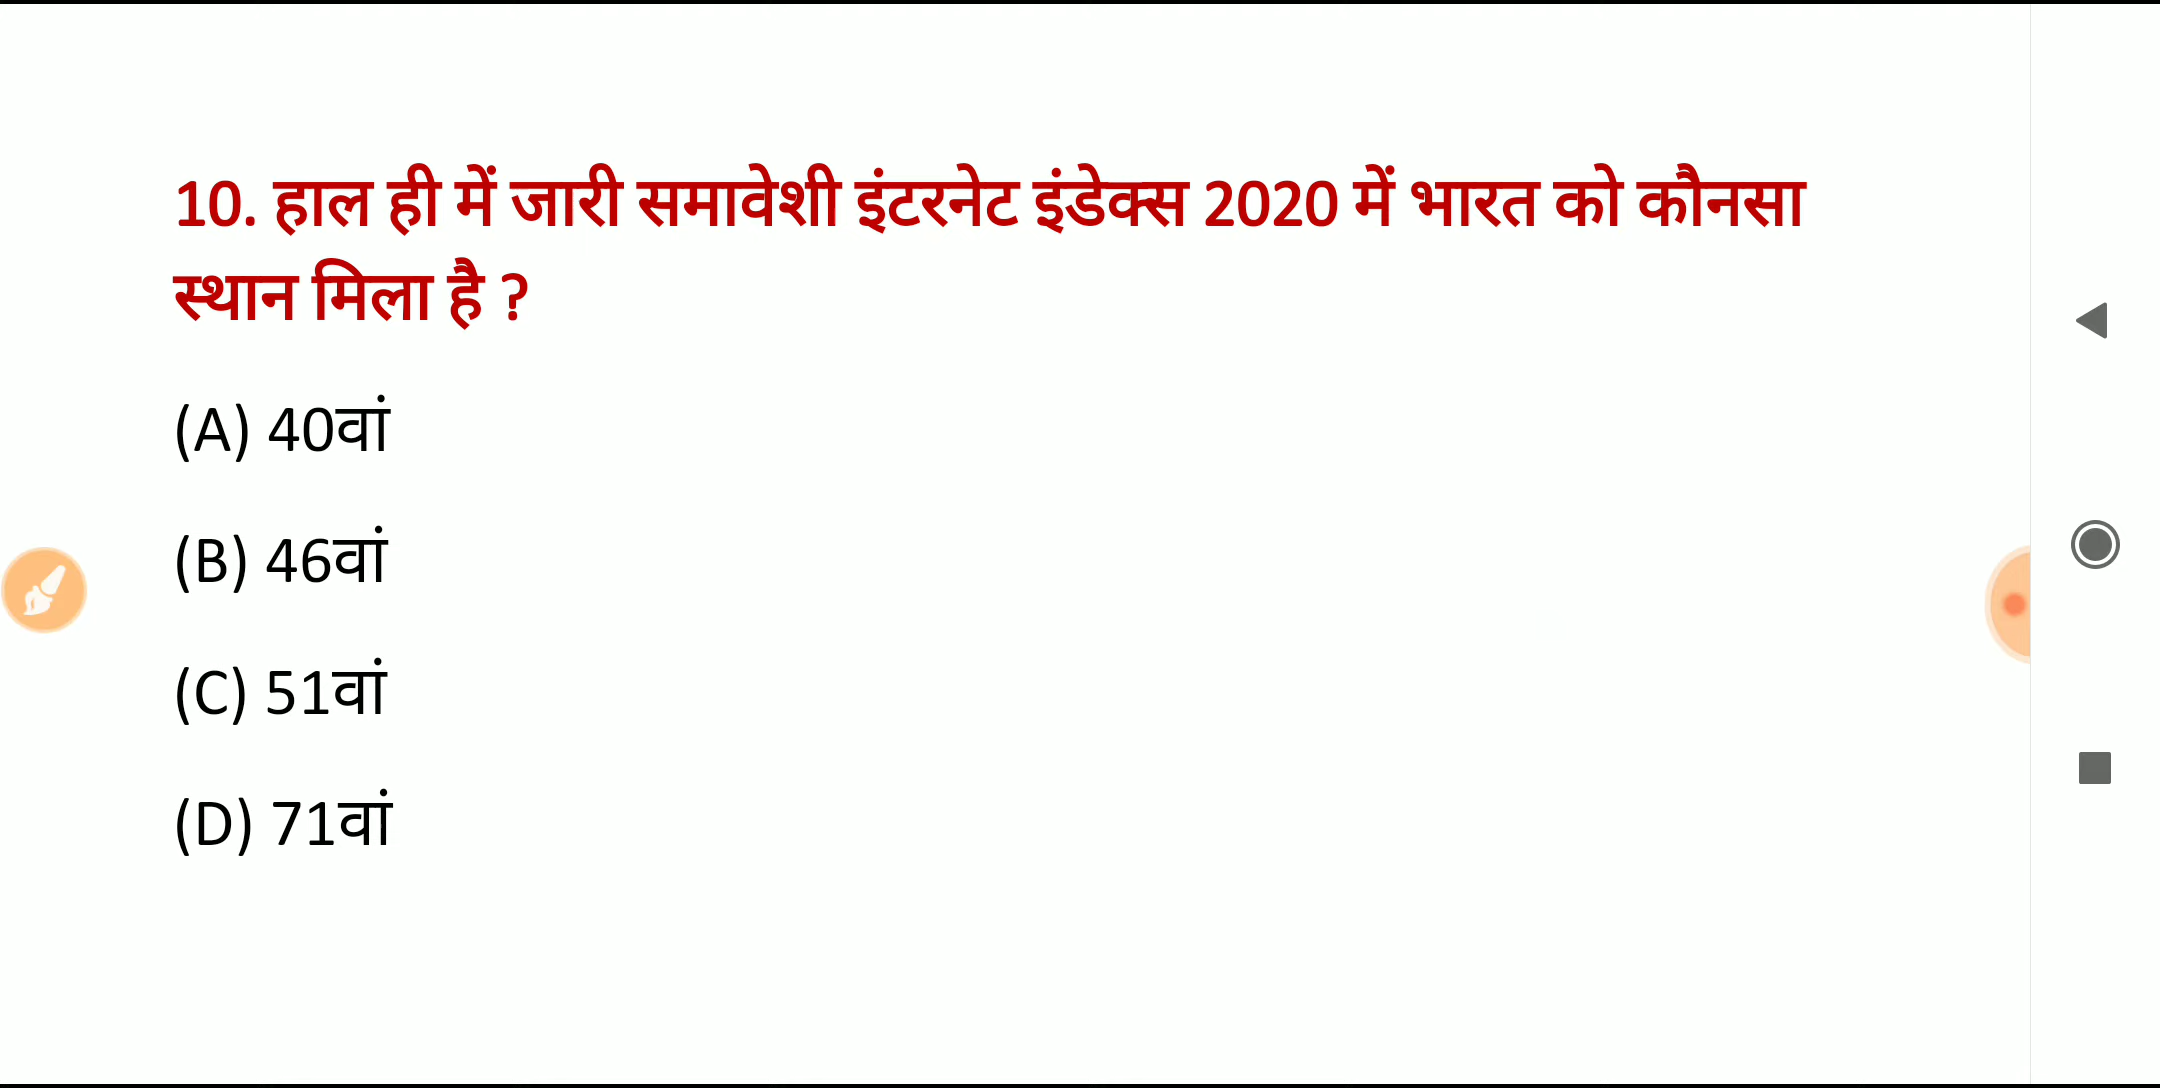 10. हाल ही में जारी समावेशी इंटरनेट इंडेक्स 2020 में भारत को कौनसा
स्थान मिला है ?
(A) 40वां
(B) 46वां
(C) 51वां
(D) 71वां